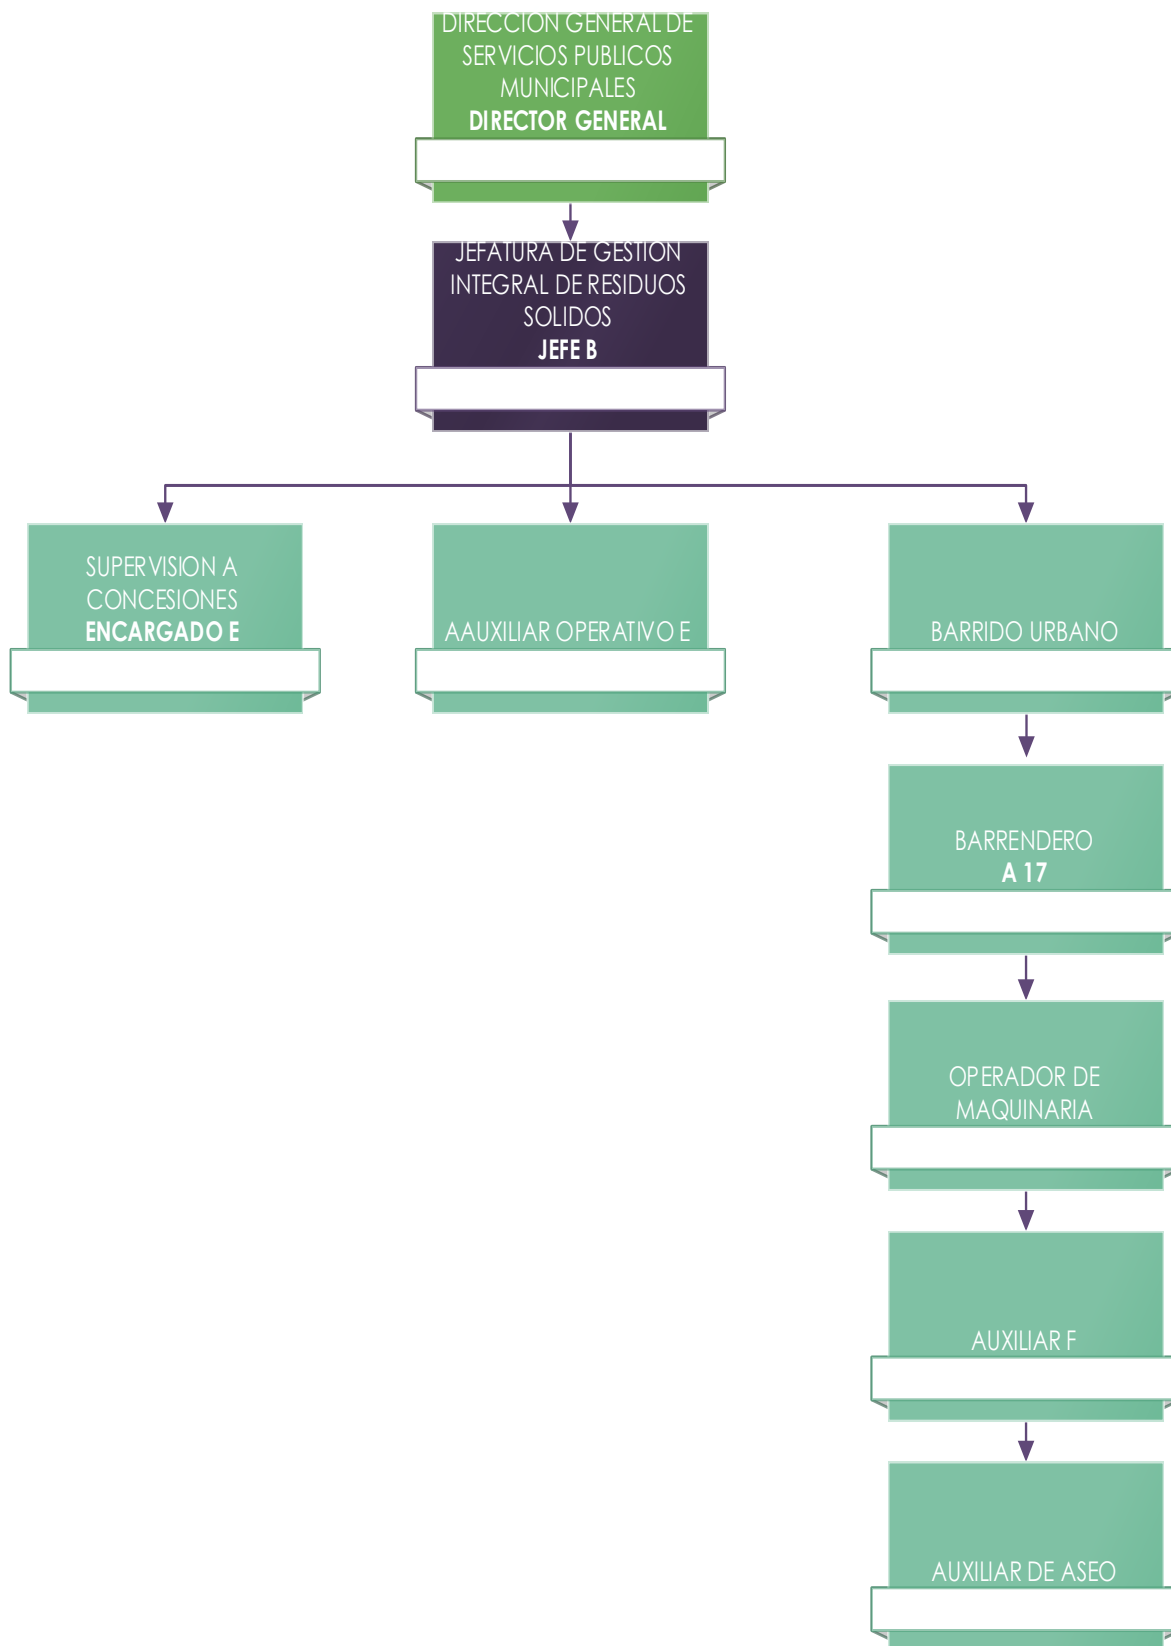 DIRECCION GENERAL DE
SERVICIOS PUBLICOS
MUNICIPALES
DIRECTOR GENERAL
JEFATURA DE GESTION
INTEGRAL DE RESIDUOS
SOLIDOS
JEFE B
SUPERVISION A
CONCESIONES
ENCARGADO E
AAUXILIAR OPERATIVO E
BARRIDO URBANO
BARRENDERO
A 17
OPERADOR DE
MAQUINARIA
AUXILIAR F
AUXILIAR DE ASEO